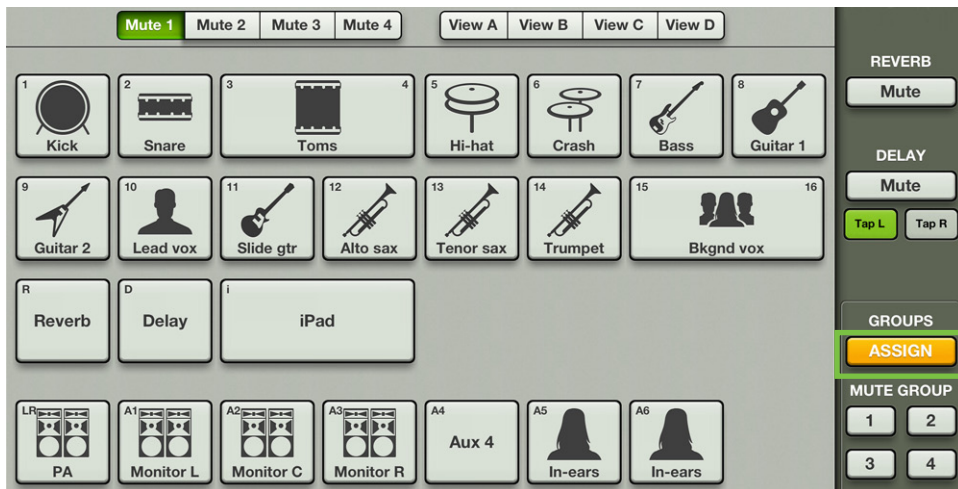 Mute 1 Mute 2 Mute 3 Mute 4 View A View B View C View D
REVERB
Mute
1 2 3 4 5 6 7 8
Kick Snare Toms Hi-hat Crash Bass Guitar 1
DELAY
Mute
Tap L Tap R
9 10 11 12 13 14 15 16
Guitar 2 Lead vox Slide gtr Alto sax Tenor sax Trumpet Bkgnd vox
R D i
Reverb Delay iPad
GROUPS
ASSIGN
MUTE GROUP
1 2
3 4
LR A1 A2 A3 A4 A5 A6
Aux 4
PA Monitor L Monitor C Monitor R In-ears In-ears